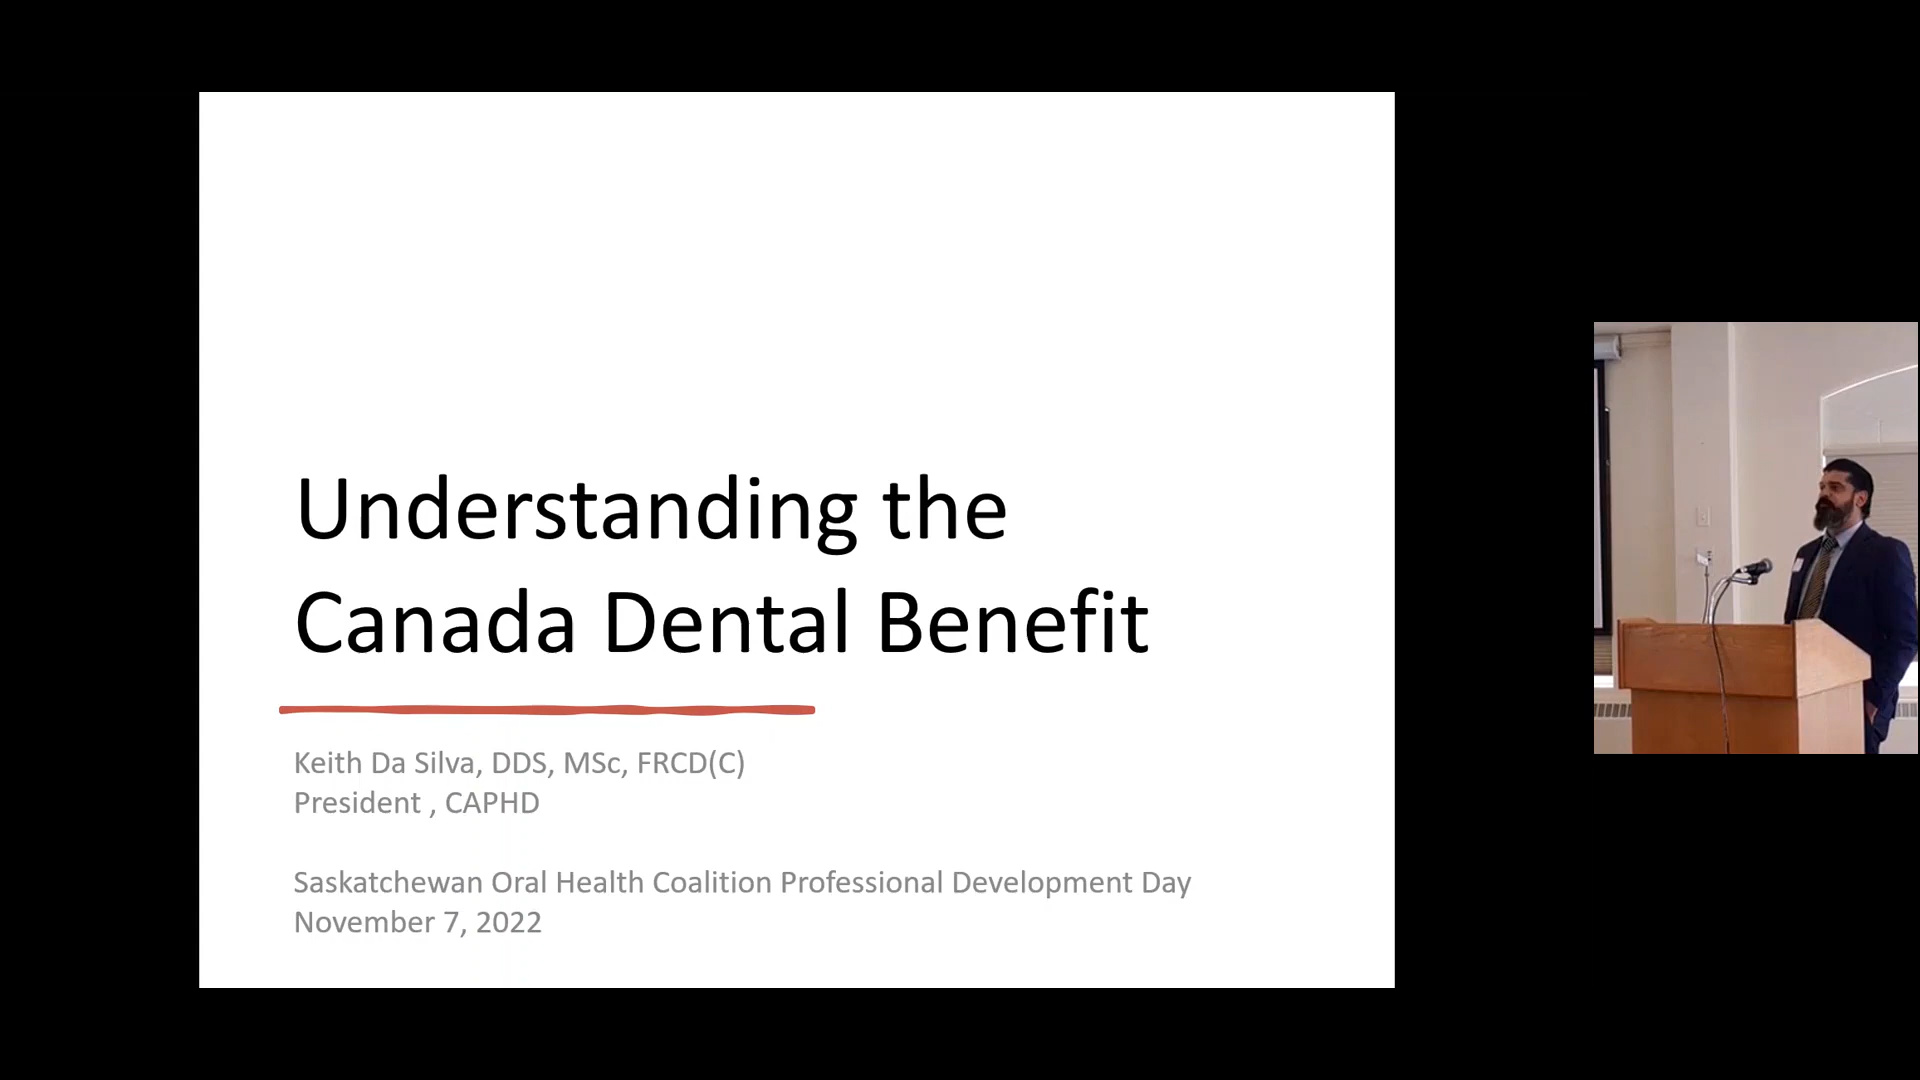 Understanding the
Canada Dental Benefit
Keith Da Silva, DDS, MSc, FRCD(C)
President , CAPHD
Saskatchewan Oral Health Coalition Professional Development Day
November 7, 2022